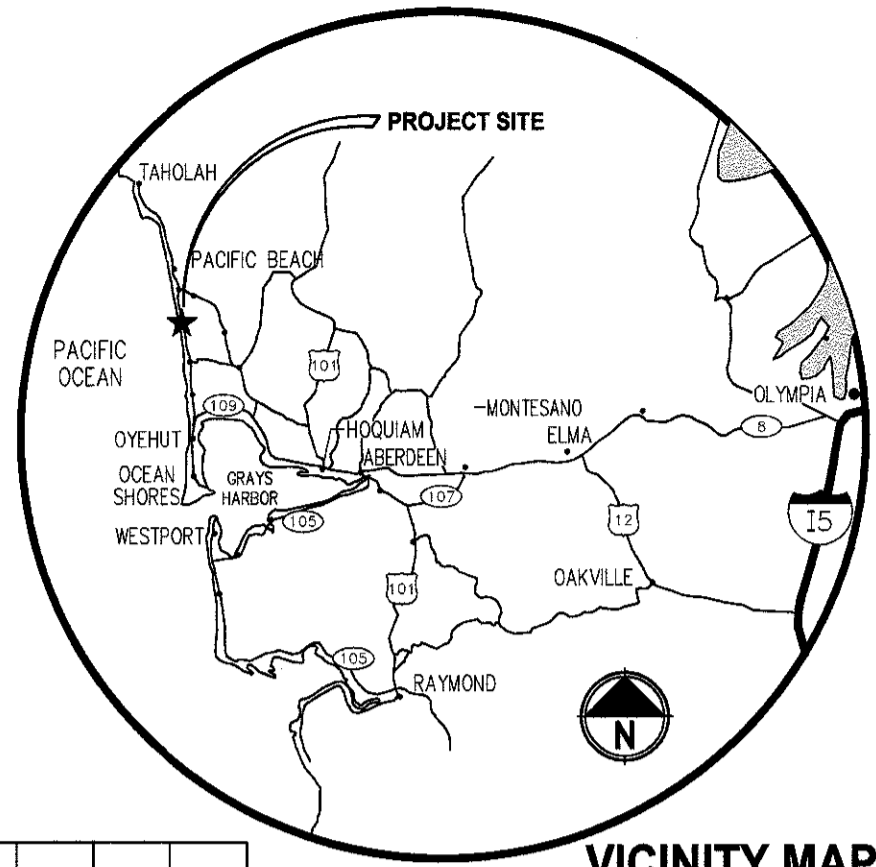 PROJECT SITE
TAHOLAH
PACIFIC BEACH
PACIFIC
OCEAN
101
109
OLYMPIA
-MONTESANO
8
OYEHUT
HOQUIAM
ELMA
ABERDEEN
OCEAN
SHORES
GRAYS
HARBOR
107
105
12
I5
WESTPORT
OAKVILLE
101
105
RAYMOND
N
VICINITY MAP